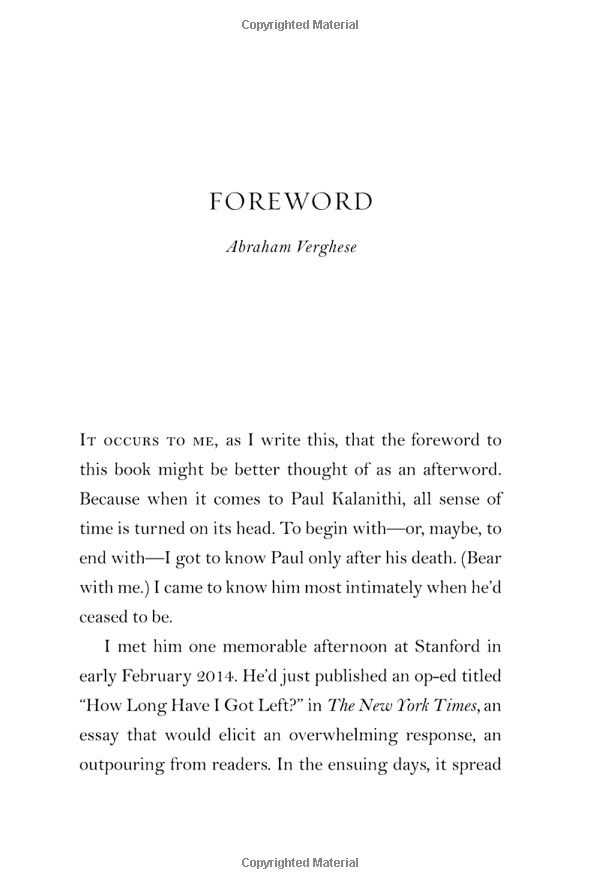 Copyrighted Material
FOREWORD
Abraham Verghese
IT OCCURS TO ME, as I write this, that the foreword to
this book might be better thought of as an afterword.
Because when it comes to Paul Kalanithi, all sense of
time is turned on its head. To begin with—or, maybe, to
end with—I got to know Paul only after his death. (Bear
with me.) I came to know him most intimately when he’d
ceased to be.
I met him one memorable afternoon at Stanford in
early February 2014. He’d just published an op-ed titled
“How Long Have I Got Left?” in The New York Times, an
essay that would elicit an overwhelming response, an
outpouring from readers. In the ensuing days, it spread
Copyrighted Material